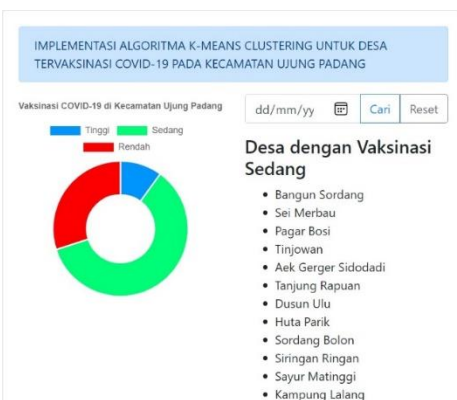 IMPLEMENTASI ALGORITMA K-MEANS CLUSTERING UNTUK DESA
TERVAKSINASI COVID-19 PADA KECAMATAN UJUNG PADANG
Vaksinasi COVID-19 di Kecamatan Ujung Padang
Tinggi Sedang
Rendah
dd/mm/yy Cari Reset
Desa dengan Vaksinasi
Sedang
• Bangun Sordang
• Sei Merbau
• Pagar Bosi
• Tinjowan
• Aek Gerger Sidodadi
• Tanjung Rapuan
• Dusun Ulu
• Huta Parik
• Sordang Bolon
• Siringan Ringan
• Sayur Matinggi
• Kampung Lalang